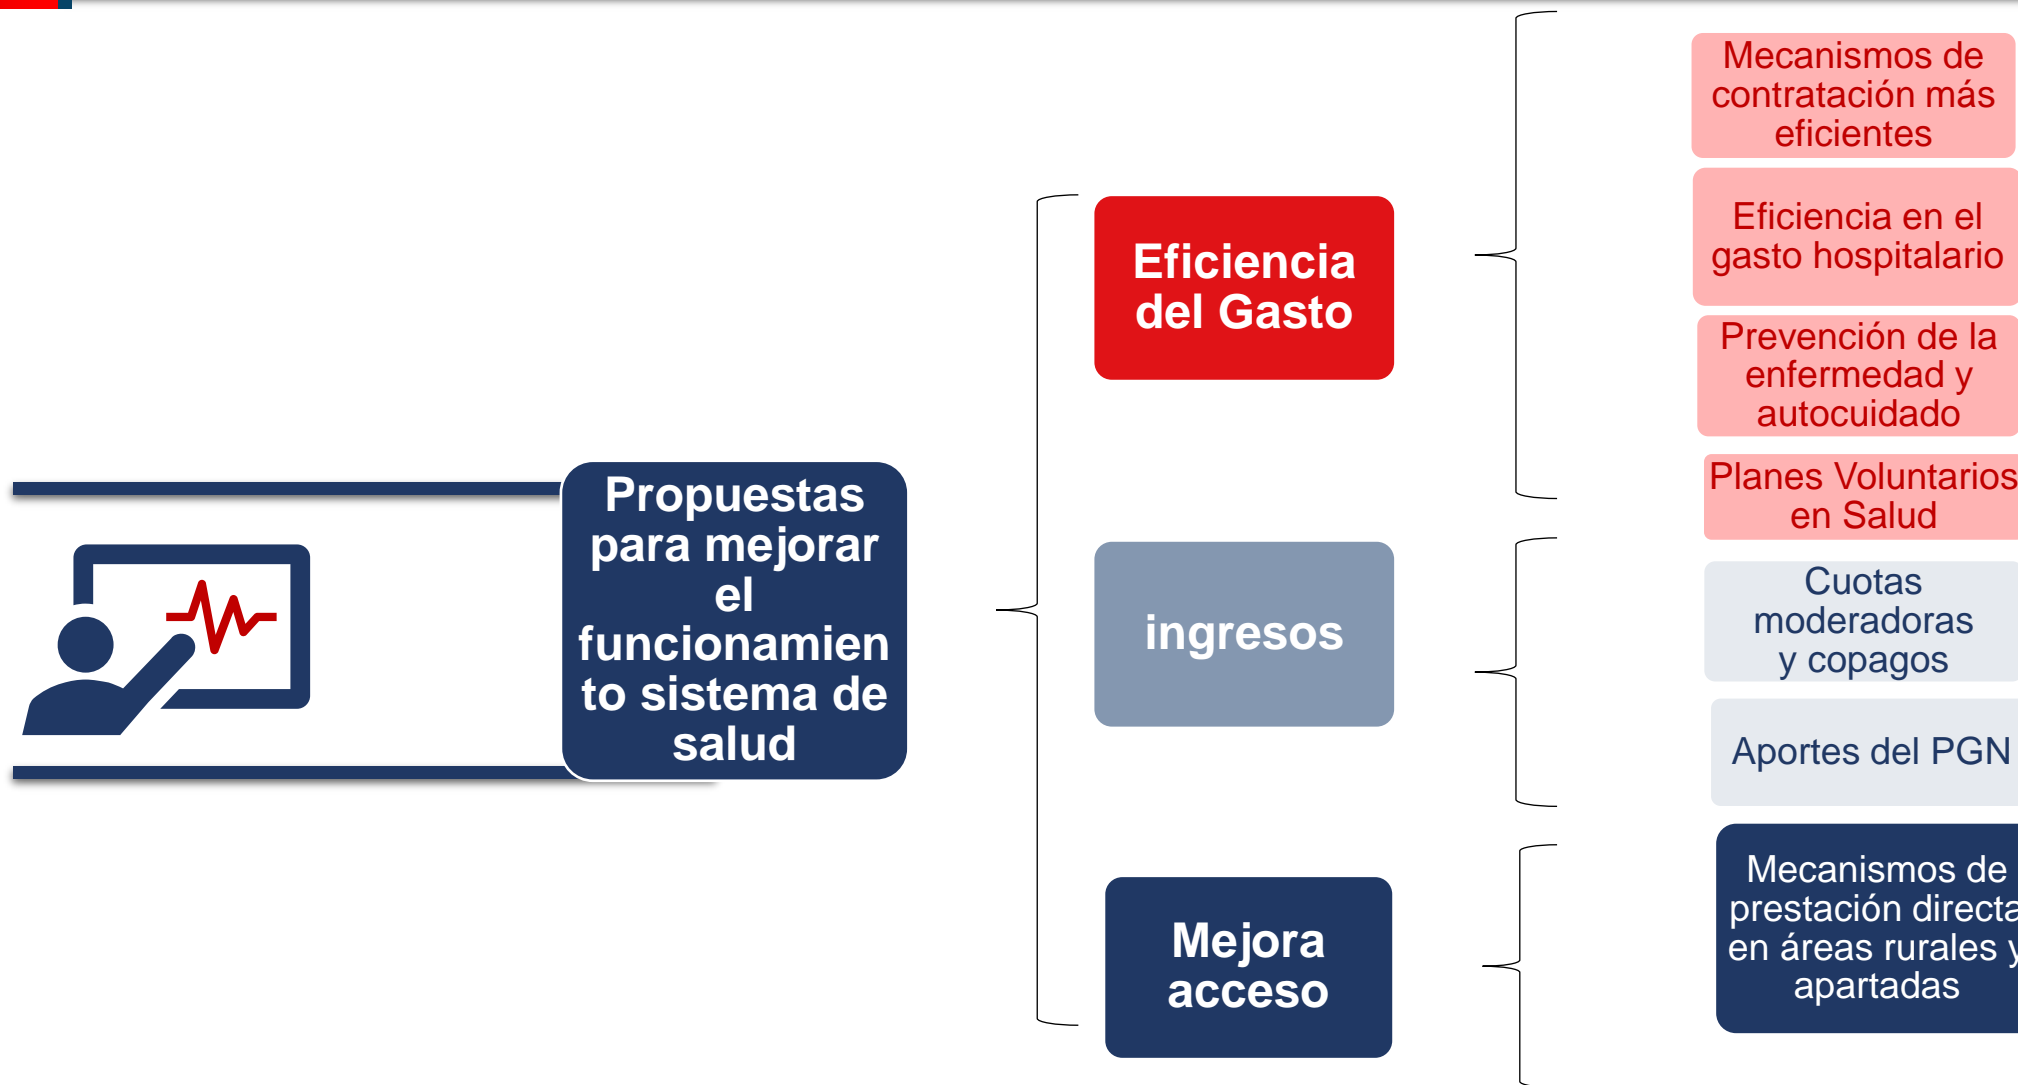 Propuestas
para mejorar
el
funcionamien
to sistema de
salud
Eficiencia
del Gasto
Mecanismos de
contratación más
eficientes
Eficiencia en el
gasto hospitalario
Prevención de la
enfermedad y
autocuidado
Planes Voluntarios
en Salud
ingresos
Cuotas
moderadoras
y copagos
Aportes del PGN
Mejora
acceso
Mecanismos de
prestación directa
en áreas rurales y
apartadas